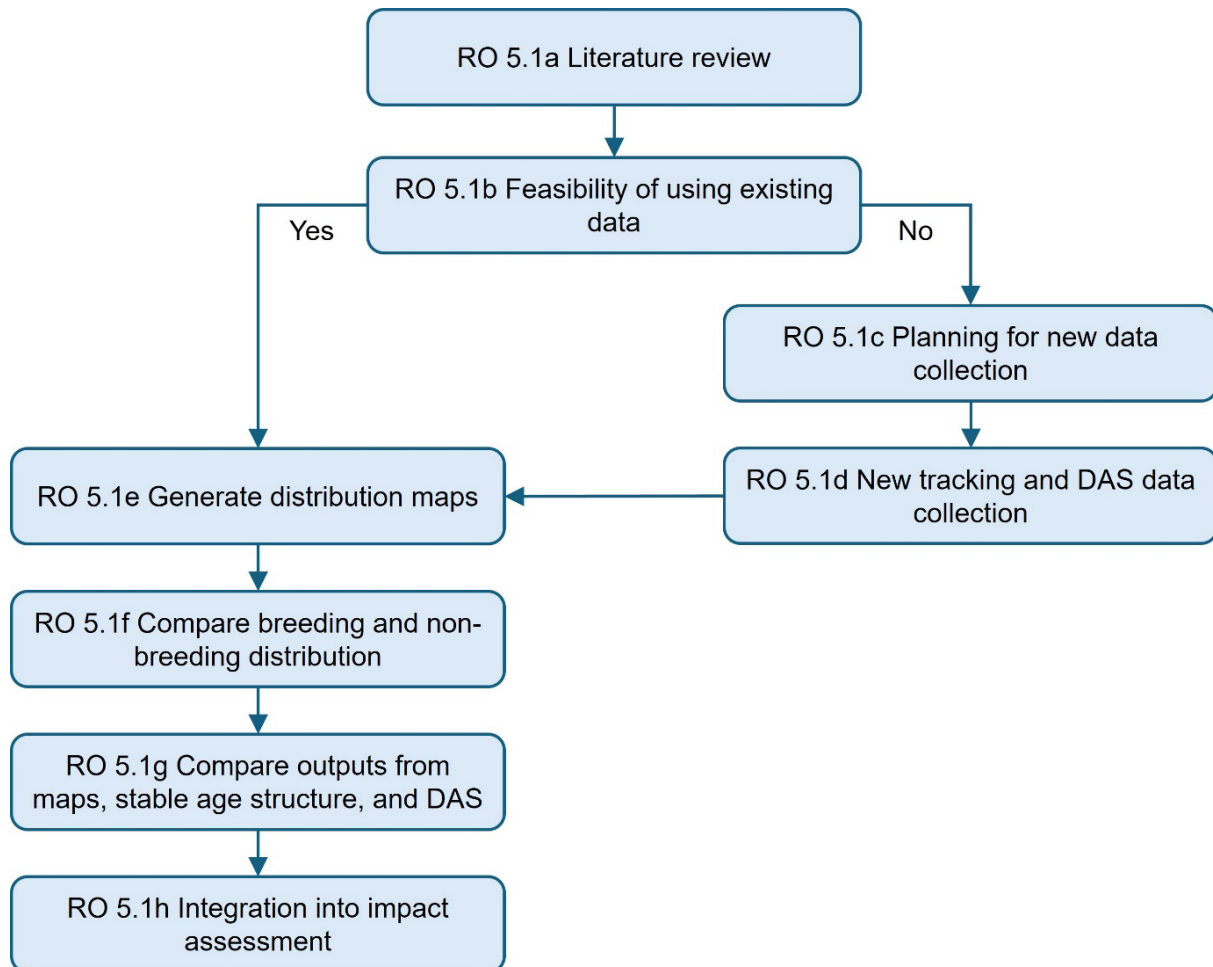 RO 5.1a Literature review
RO 5.1b Feasibility of using existing
data
Yes
No
RO 5.1c Planning for new data
collection
RO 5.1d New tracking and DAS data
collection
RO 5.1e Generate distribution maps
RO 5.1f Compare breeding and non-
breeding distribution
RO 5.1g Compare outputs from
maps, stable age structure, and DAS
RO 5.1h Integration into impact
assessment